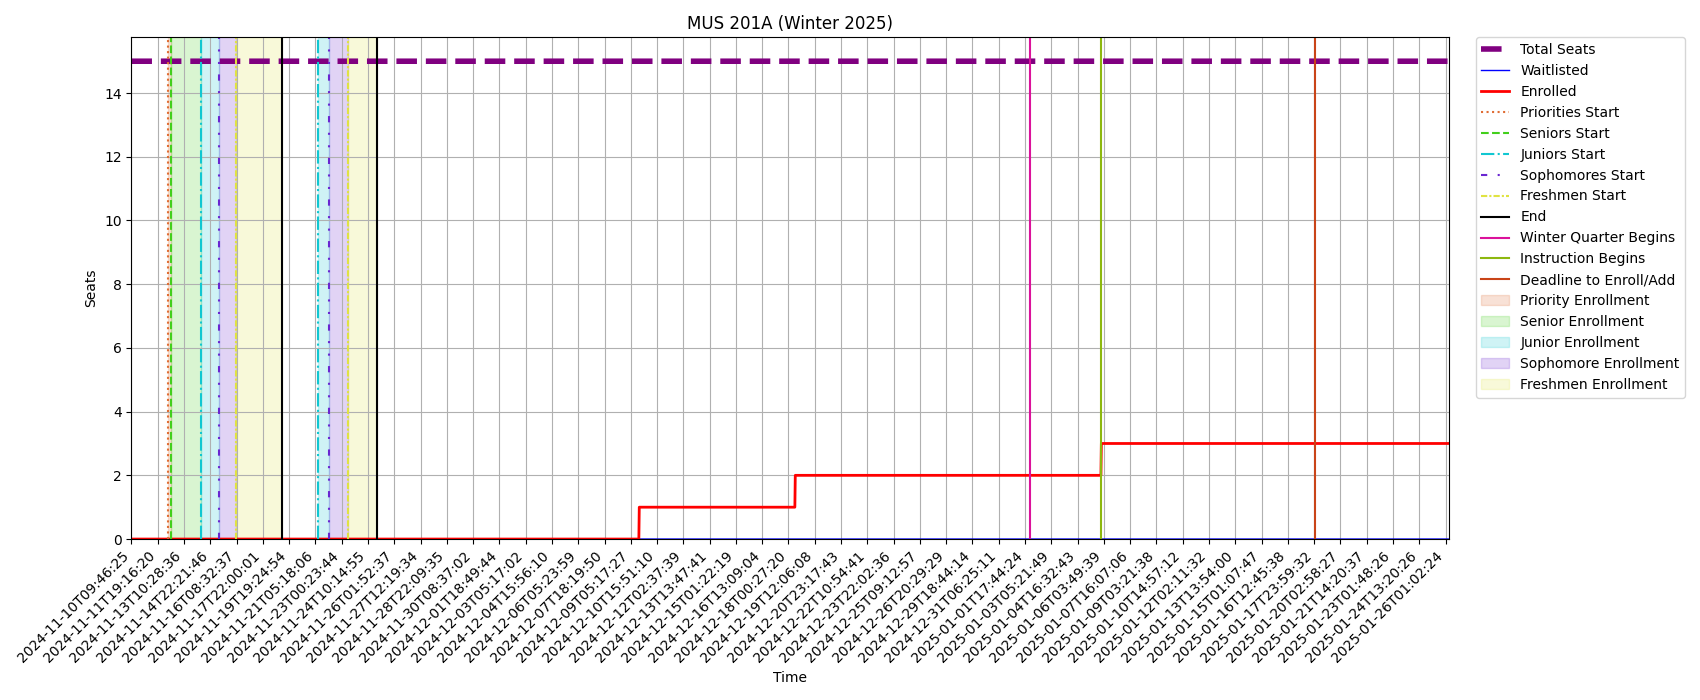 MUS 201A (Winter 2025)
Seats
14
12
10
8
6
4
2
0
2024-11-10T09:46:25
2024-11-11T19:16:20
2024-11-13T10:28:36
2024-11-14T22:21:46
2024-11-16T08:32:37
2024-11-17T22:00:01
2024-11-19T19:24:54
2024-11-21T05:18:06
2024-11-23T00:23:44
2024-11-24T10:14:55
2024-11-26T01:52:37
2024-11-27T12:19:34
2024-11-28T22:09:35
2024-11-30T08:37:02
2024-12-01T18:49:44
2024-12-03T05:17:02
2024-12-04T15:56:10
2024-12-06T05:23:59
2024-12-07T18:19:50
2024-12-09T05:17:27
2024-12-10T15:51:10
2024-12-12T02:37:39
2024-12-13T13:47:41
2024-12-15T01:22:19
2024-12-16T13:09:04
2024-12-18T00:27:20
2024-12-19T12:06:08
2024-12-20T23:17:43
2024-12-22T10:54:41
2024-12-23T22:02:36
2024-12-25T09:12:57
2024-12-26T20:29:29
2024-12-29T18:44:14
2024-12-31T06:25:11
2025-01-01T17:44:24
2025-01-03T05:21:49
2025-01-04T16:32:43
2025-01-06T03:49:39
2025-01-07T16:07:06
2025-01-09T03:21:38
2025-01-10T14:57:12
2025-01-12T02:11:32
2025-01-13T13:54:00
2025-01-15T01:07:47
2025-01-16T12:45:38
2025-01-17T23:59:32
2025-01-20T02:58:27
2025-01-21T14:20:37
2025-01-23T01:48:26
2025-01-24T13:20:26
2025-01-26T01:02:24
Time
Total Seats
Waitlisted
Enrolled
Priorities Start
Seniors Start
Juniors Start
Sophomores Start
Freshmen Start
End
Winter Quarter Begins
Instruction Begins
Deadline to Enroll/Add
Priority Enrollment
Senior Enrollment
Junior Enrollment
Sophomore Enrollment
Freshmen Enrollment